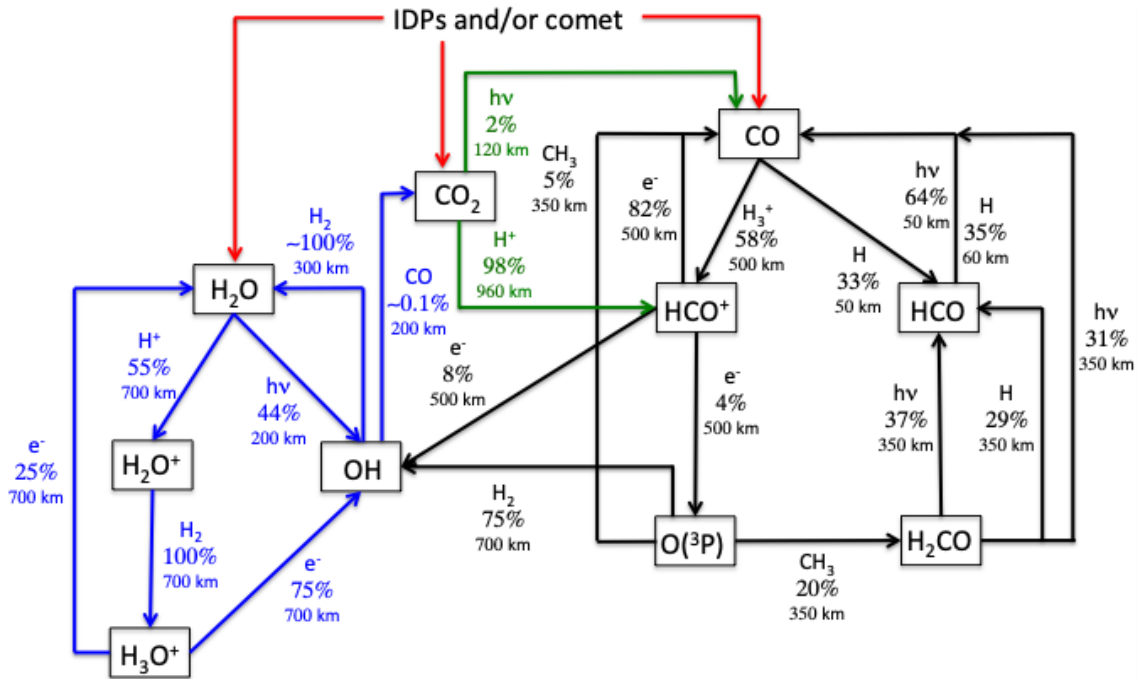 IDPs and/or comet
hν
2%
120 km
CO
CO₂
CH₃
5%
350 km
e⁻
82%
500 km
H₃⁺
58%
500 km
hν
64%
50 km
H
35%
60 km
H₂
~100%
300 km
H⁺
98%
960 km
CO
~0.1%
200 km
H
33%
50 km
H₂O
HCO⁺
HCO
hν
31%
350 km
H⁺
55%
700 km
hν
44%
200 km
e⁻
8%
500 km
e⁻
4%
500 km
hν
37%
350 km
H
29%
350 km
e⁻
25%
700 km
H₂O⁺
OH
H₂
100%
700 km
e⁻
75%
700 km
H₂
75%
700 km
O(³P)
H₂CO
CH₃
20%
350 km
H₃O⁺